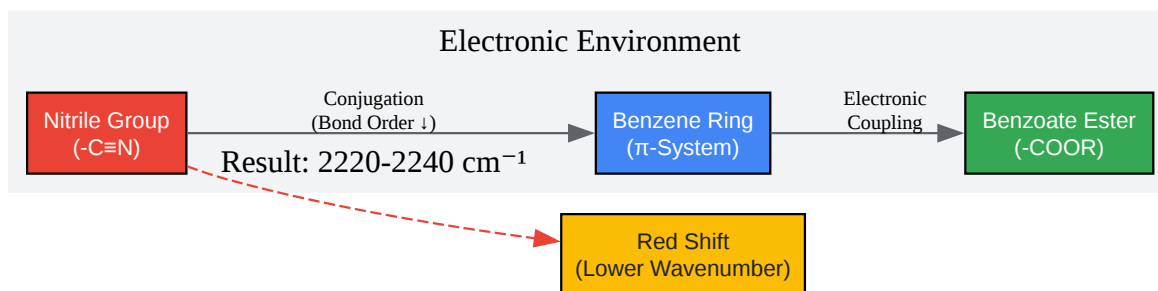 Electronic Environment
Nitrile Group
(-C≡N)
Conjugation
(Bond Order ↓)
Benzene Ring
(π-System)
Electronic
Coupling
Benzoate Ester
(-COOR)
Result: 2220-2240 cm⁻¹
Red Shift
(Lower Wavenumber)